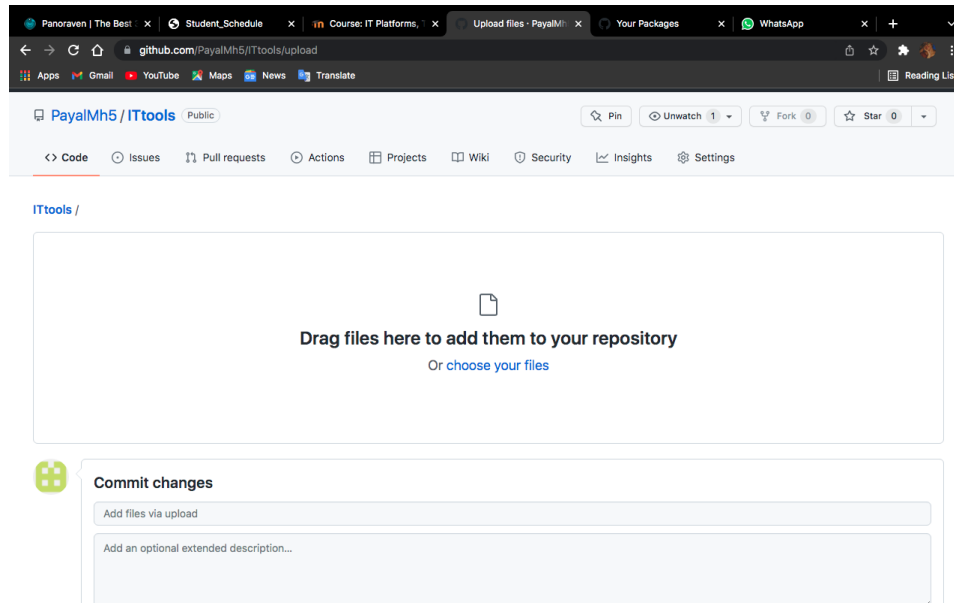 Panoraven | The Best 3 Student_Schedule Course: IT Platforms, T Upload files · PayalMh Your Packages WhatsApp
github.com/PayalMh5/ITtools/upload
Apps Gmail YouTube Maps News Translate Reading Lis
PayalMh5 / ITtools Public Pin Unwatch 1 Fork 0 Star 0
Code Issues Pull requests Actions Projects Wiki Security Insights Settings
ITtools /
Drag files here to add them to your repository
Or choose your files
Commit changes
Add files via upload
Add an optional extended description...